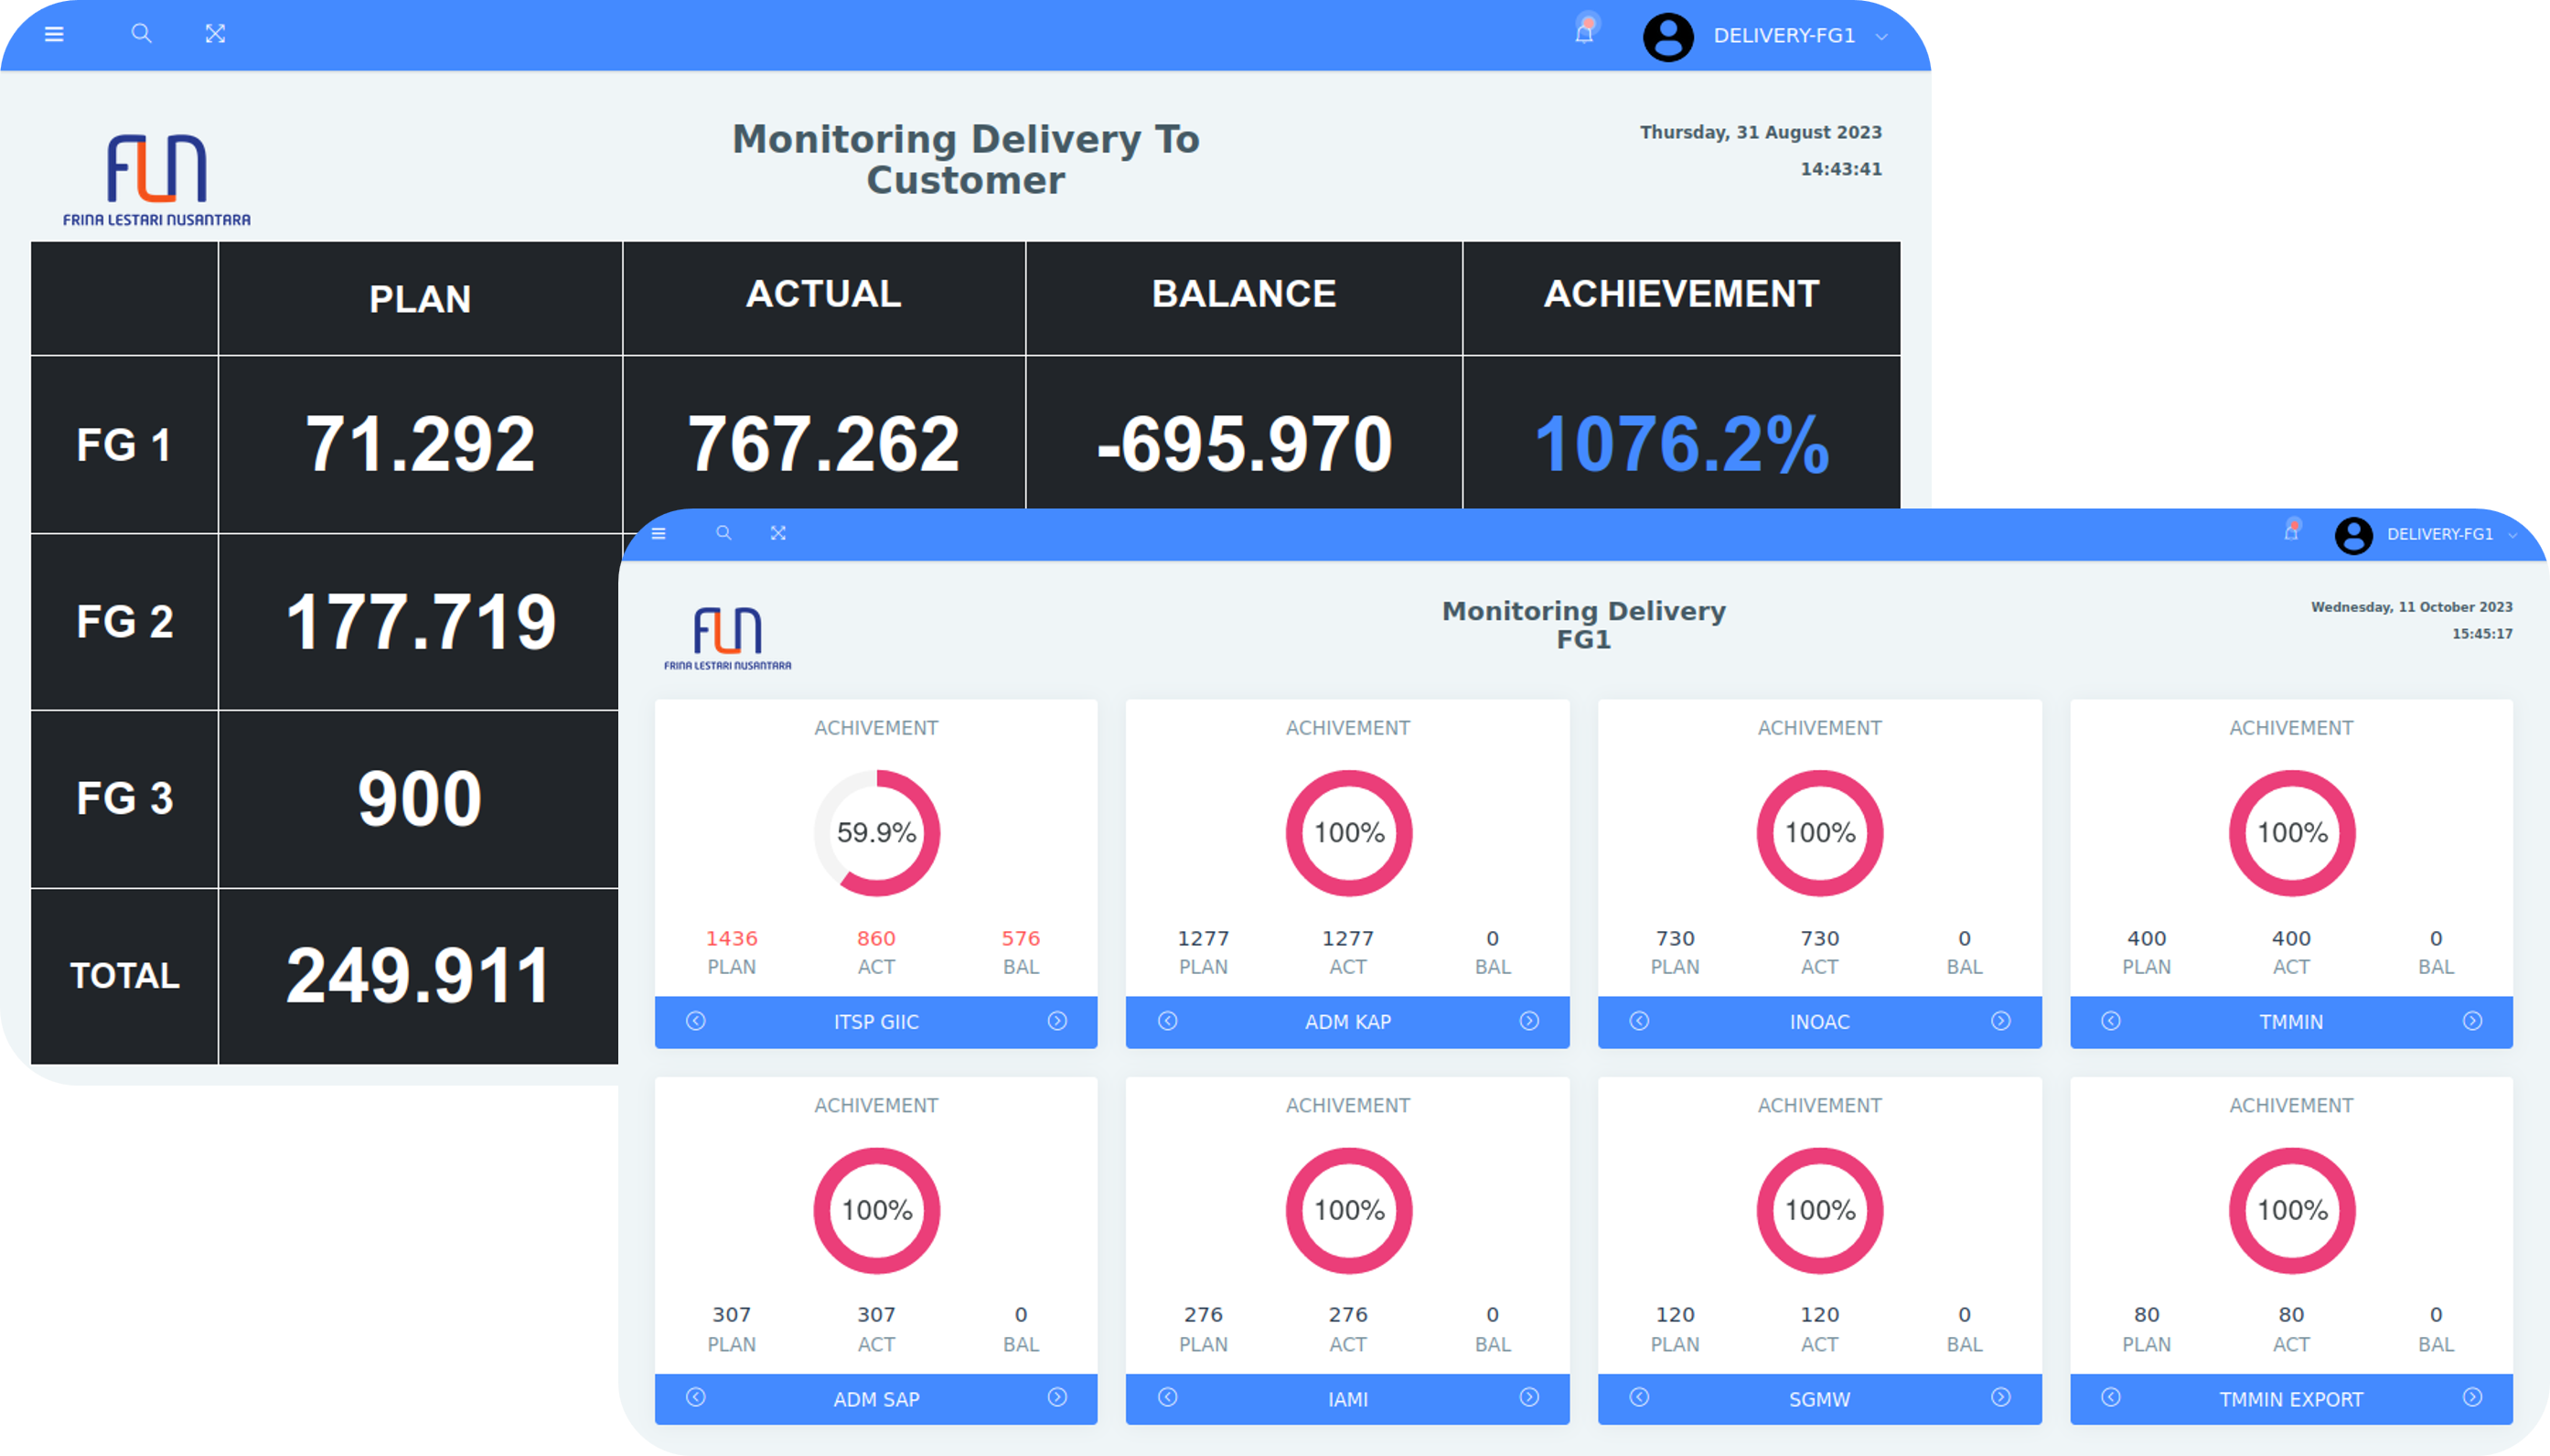 DELIVERY-FG1
FLN
FRINA LESTARI NUSANTARA
Monitoring Delivery To
Customer
Thursday, 31 August 2023
14:43:41
PLAN ACTUAL BALANCE ACHIEVEMENT
FG 1 71.292 767.262 -695.970 1076.2%
FG 2 177.719
FG 3 900
TOTAL 249.911
DELIVERY-FG1
FLN
FRINA LESTARI NUSANTARA
Monitoring Delivery
FG1
Wednesday, 11 October 2023
15:45:17
ACHIVEMENT ACHIVEMENT ACHIVEMENT ACHIVEMENT
59.9% 100% 100% 100%
1436 860 576 1277 1277 0 730 730 0 400 400 0
PLAN ACT BAL PLAN ACT BAL PLAN ACT BAL PLAN ACT BAL
ITSP GIIC ADM KAP INOAC TMMIN
ACHIVEMENT ACHIVEMENT ACHIVEMENT ACHIVEMENT
100% 100% 100% 100%
307 307 0 276 276 0 120 120 0 80 80 0
PLAN ACT BAL PLAN ACT BAL PLAN ACT BAL PLAN ACT BAL
ADM SAP IAMI SGMW TMMIN EXPORT